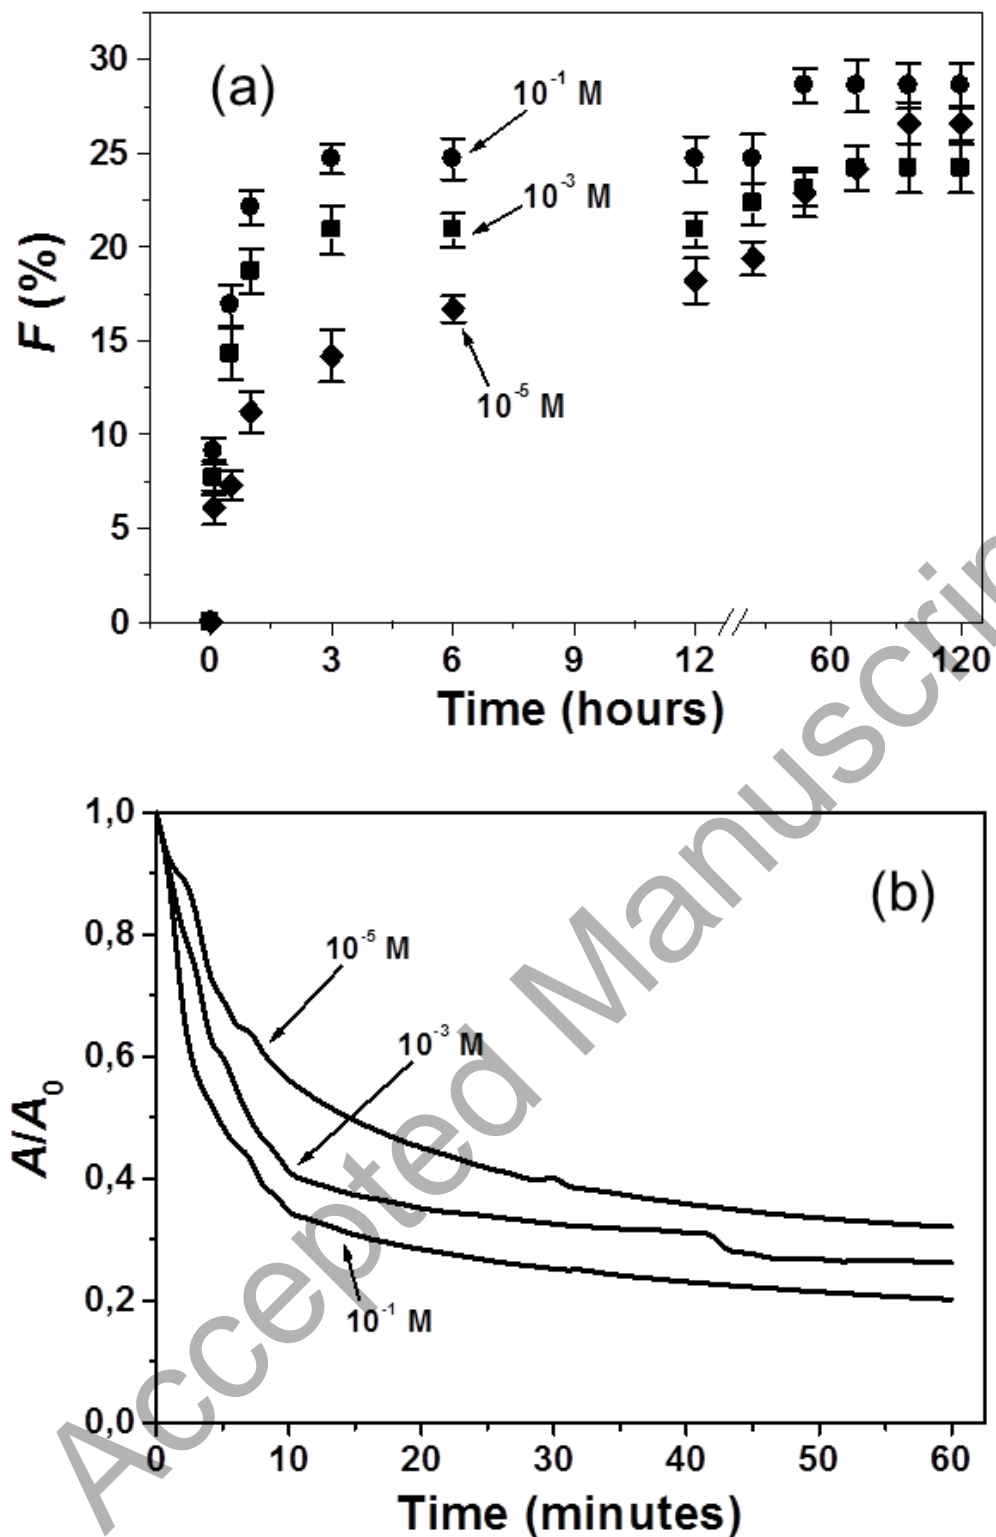 (a)
30
25
20
15
10
5
0
F (%)
10⁻¹ M
10⁻³ M
10⁻⁵ M
0 3 6 9 12 60 120
Time (hours)
1,0
0,8
0,6
0,4
0,2
0,0
A/A₀
(b)
10⁻⁵ M
10⁻³ M
10⁻¹ M
0 10 20 30 40 50 60
Time (minutes)
Accepted Manuscrip